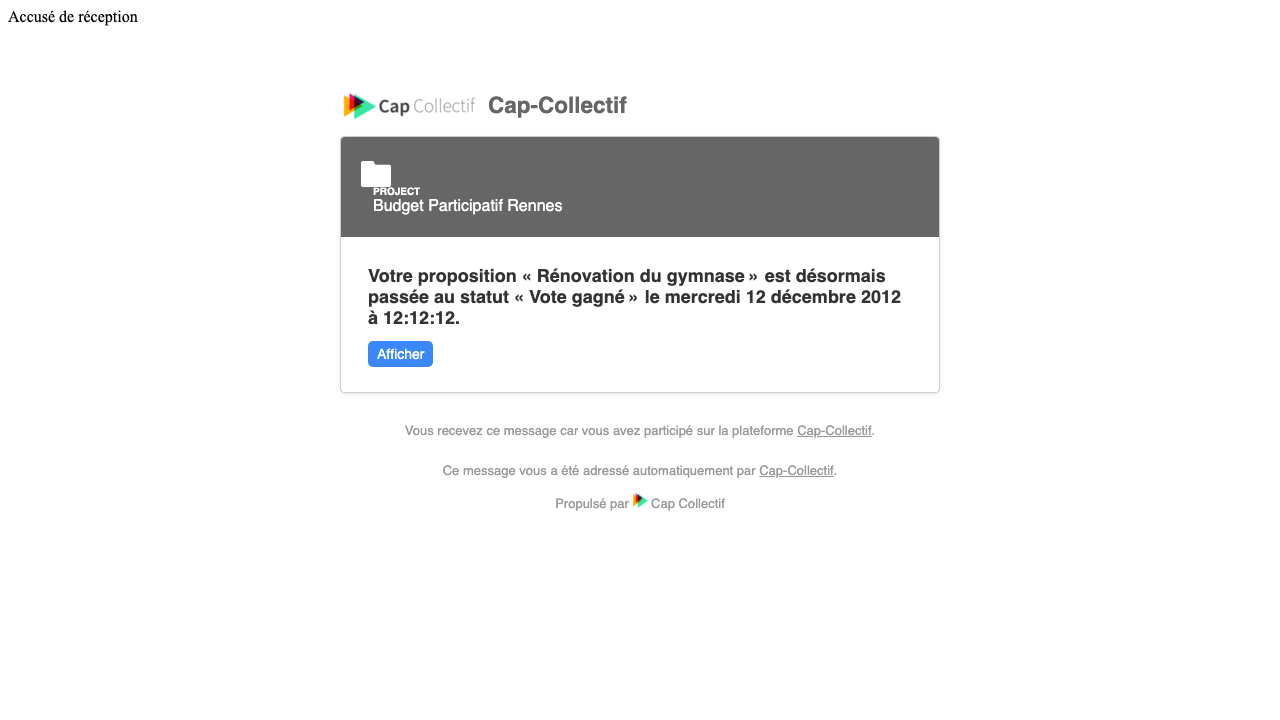 Accusé de réception
Cap Collectif Cap-Collectif
PROJECT
Budget Participatif Rennes
Votre proposition « Rénovation du gymnase » est désormais
passée au statut « Vote gagné » le mercredi 12 décembre 2012
à 12:12:12.
Afficher
Vous recevez ce message car vous avez participé sur la plateforme Cap-Collectif.
Ce message vous a été adressé automatiquement par Cap-Collectif.
Propulsé par Cap Collectif